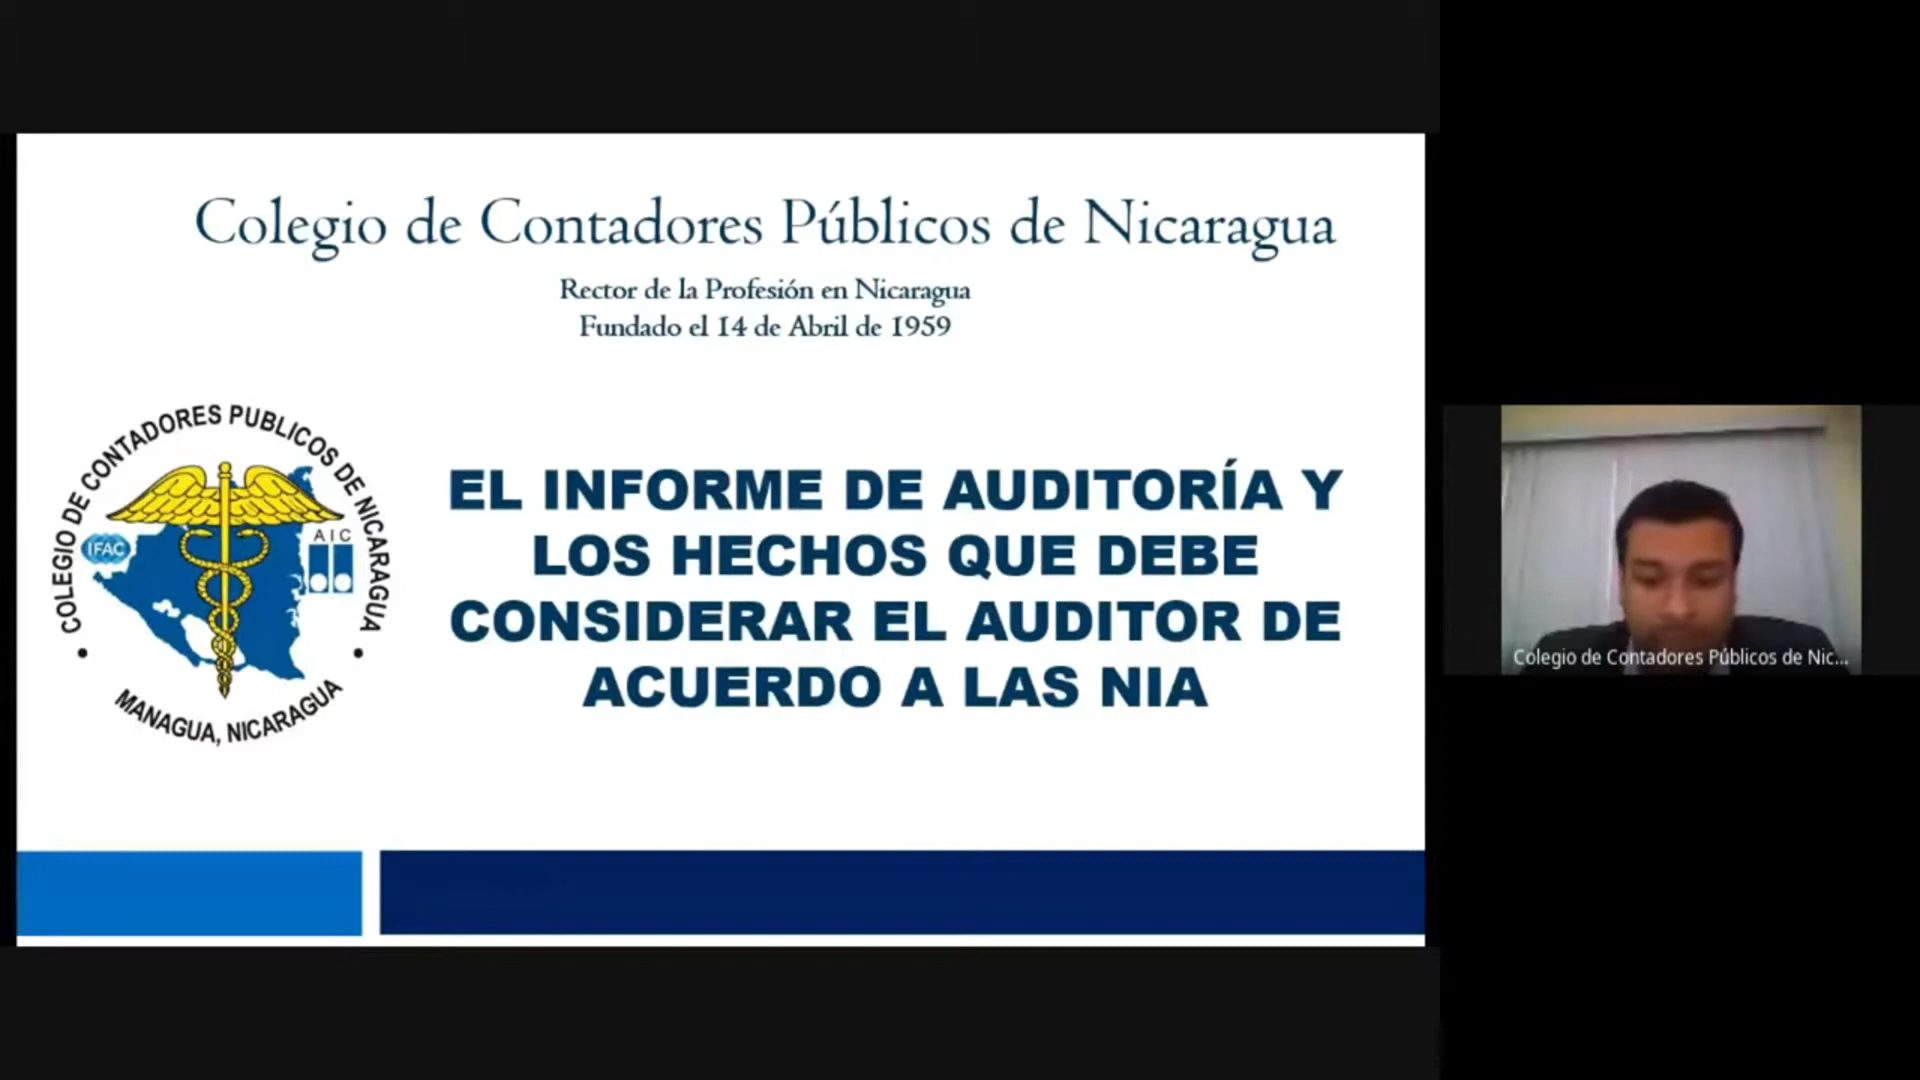 Colegio de Contadores Públicos de Nicaragua
Rector de la Profesión en Nicaragua
Fundado el 14 de Abril de 1959
COLEGIO DE CONTADORES PUBLICOS DE NICARAGUA
IFAC
AIC
MANAGUA, NICARAGUA
EL INFORME DE AUDITORÍA Y
LOS HECHOS QUE DEBE
CONSIDERAR EL AUDITOR DE
ACUERDO A LAS NIA
Colegio de Contadores Públicos de Nic...